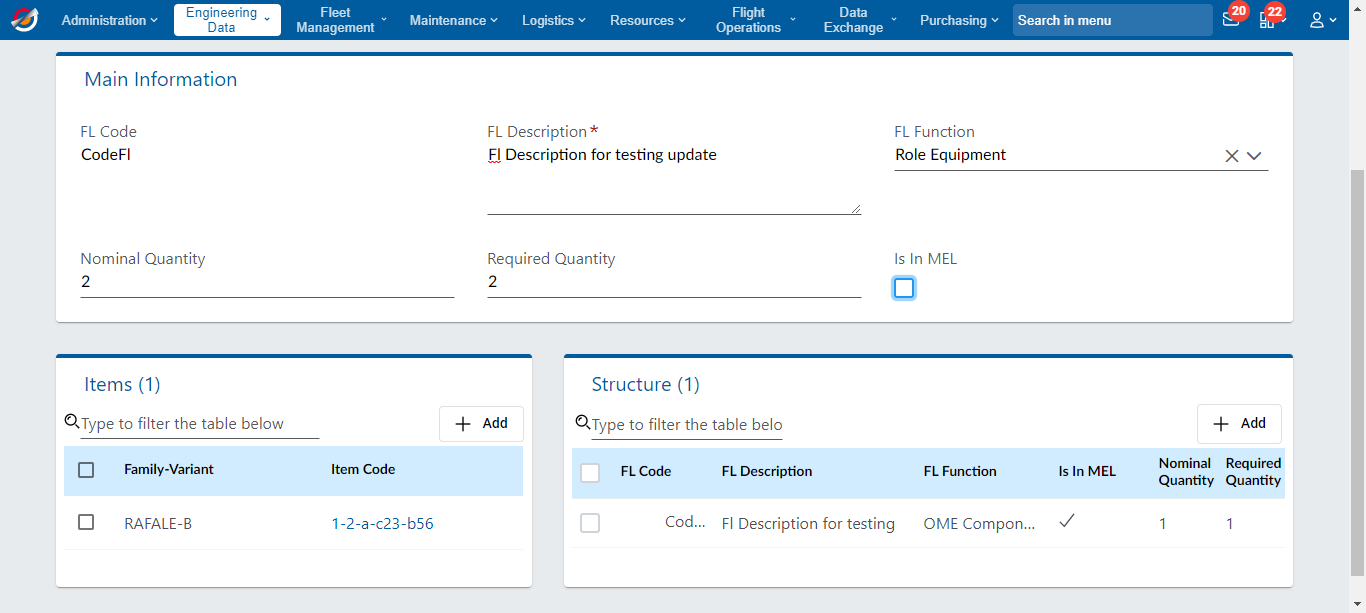 Administration
Engineering
Data
Fleet
Management
Maintenance
Logistics
Resources
Flight
Operations
Data
Exchange
Purchasing
Search in menu
20
22
Main Information
FL Code
CodeFl
FL Description*
Fl Description for testing update
FL Function
Role Equipment
Nominal Quantity
2
Required Quantity
2
Is In MEL
Items (1)
Type to filter the table below
Add
Family-Variant
Item Code
RAFALE-B
1-2-a-c23-b56
Structure (1)
Type to filter the table belo
Add
FL Code
FL Description
FL Function
Is In MEL
Nominal
Quantity
Required
Quantity
Cod...
Fl Description for testing
OME Compon...
1
1